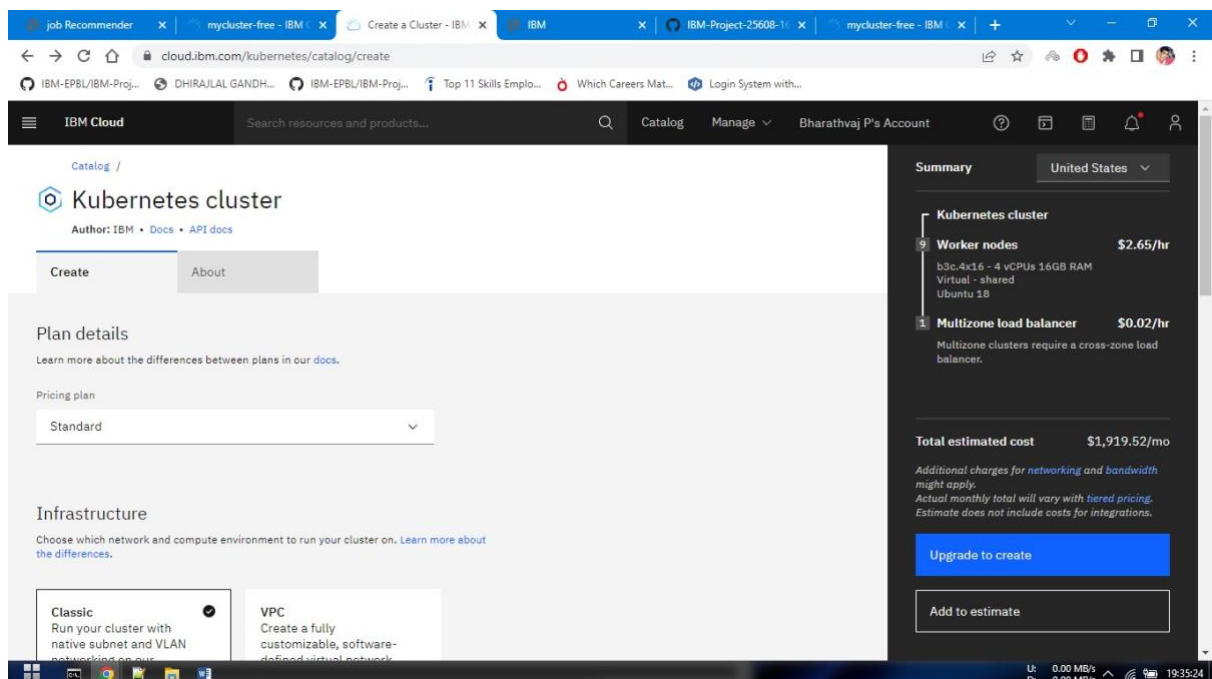 job Recommender
mycluster-free - IBM C
Create a Cluster - IBM
IBM
IBM-Project-25608-16
mycluster-free - IBM C
cloud.ibm.com/kubernetes/catalog/create
IBM-EPBL/IBM-Proj...
DHIRAJLAL GANDH...
IBM-EPBL/IBM-Proj...
Top 11 Skills Emplo...
Which Careers Mat...
Login System with...
IBM Cloud
Search resources and products...
Catalog
Manage
Bharathvaj P's Account
Catalog /
Kubernetes cluster
Author: IBM • Docs • API docs
Create
About
Plan details
Learn more about the differences between plans in our docs.
Pricing plan
Standard
Infrastructure
Choose which network and compute environment to run your cluster on. Learn more about
the differences.
Classic
Run your cluster with
native subnet and VLAN
networking on our
VPC
Create a fully
customizable, software-
defined virtual network
Summary
United States
Kubernetes cluster
9 Worker nodes $2.65/hr
b3c.4x16 - 4 vCPUs 16GB RAM
Virtual - shared
Ubuntu 18
1 Multizone load balancer $0.02/hr
Multizone clusters require a cross-zone load
balancer.
Total estimated cost $1,919.52/mo
Additional charges for networking and bandwidth
might apply.
Actual monthly total will vary with tiered pricing.
Estimate does not include costs for integrations.
Upgrade to create
Add to estimate
U: 0.00 MB/s
D: 0.00 MB/s
19:35:24